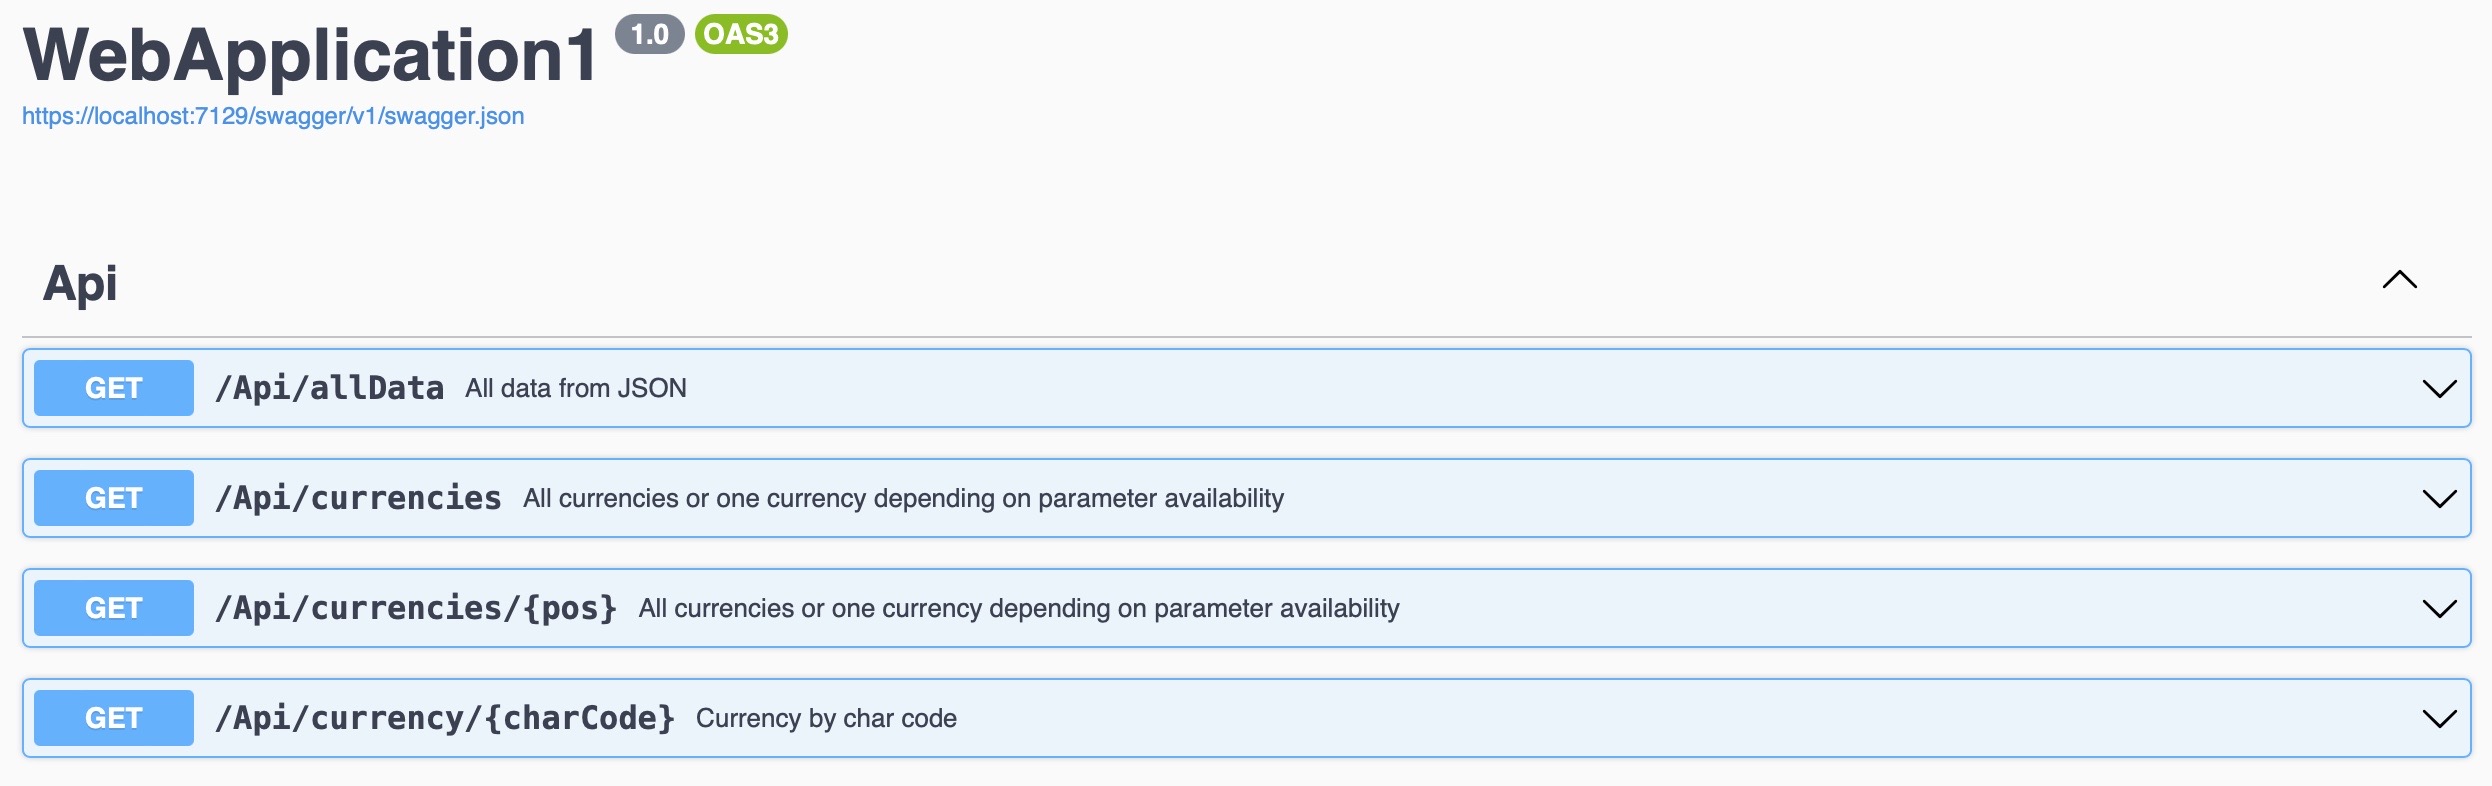 WebApplication1 1.0 OAS3
https://localhost:7129/swagger/v1/swagger.json
Api
GET /Api/allData All data from JSON
GET /Api/currencies All currencies or one currency depending on parameter availability
GET /Api/currencies/{pos} All currencies or one currency depending on parameter availability
GET /Api/currency/{charCode} Currency by char code